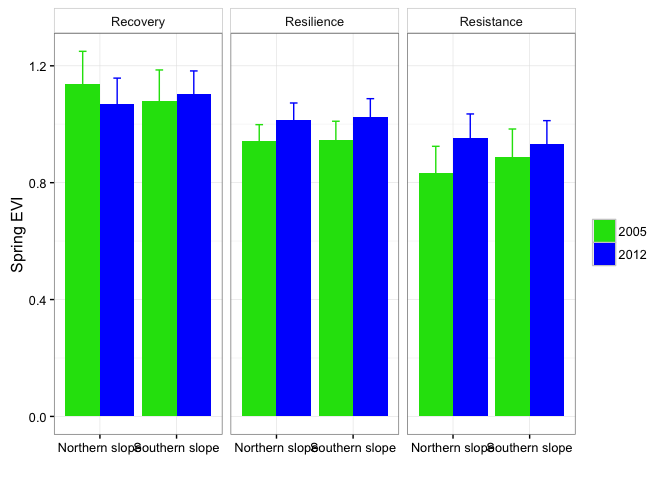 Recovery
Resilience
Resistance
Spring EVI
1.2
0.8
0.4
0.0
Northern slope
Southern slope
Northern slope
Southern slope
Northern slope
Southern slope
2005
2012